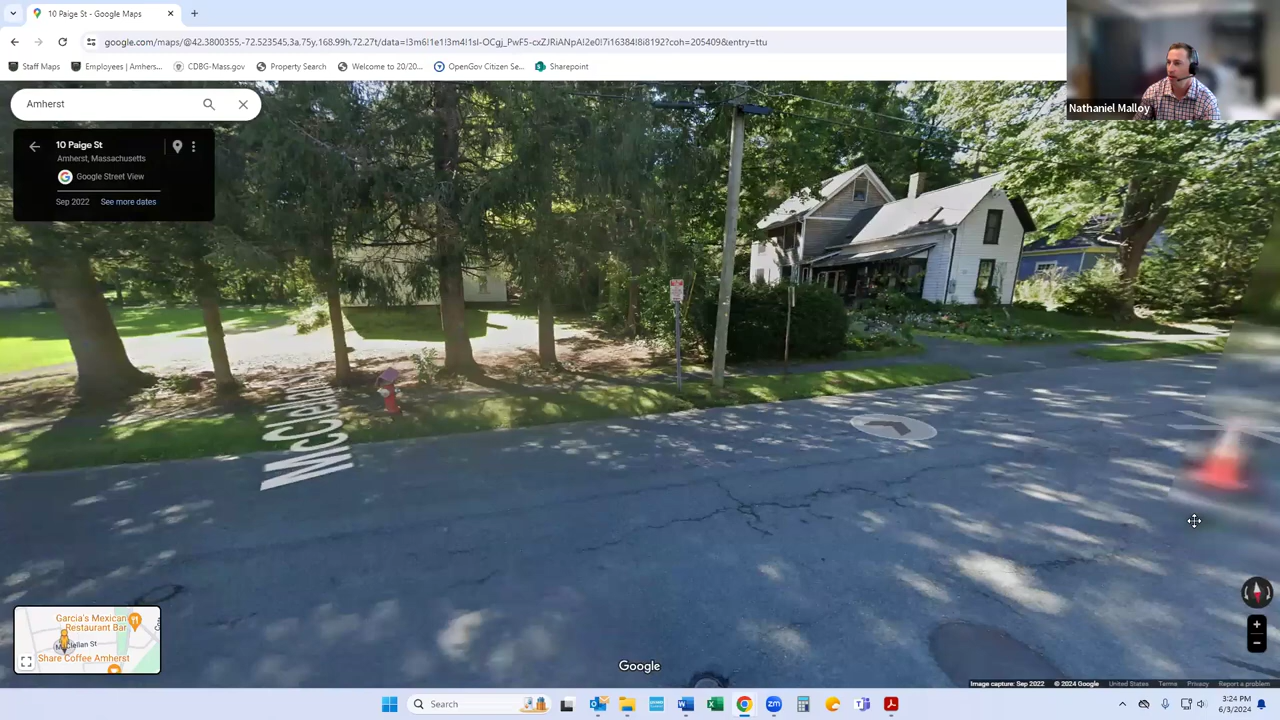 10 Paige St - Google Maps
google.com/maps/@42.3800355,-72.523545,3a,75y,168.99h,72.27t/data=!3m6!1e1!3m4!1sI-OCgj_PwF5-cxZJRiANpA!2e0!7i16384!8i8192?coh=205409&entry=ttu
Staff Maps
Employees | Amhers...
CDBG-Mass.gov
Property Search
Welcome to 20/20...
OpenGov Citizen Se...
Sharepoint
Nathaniel Malloy
Amherst
10 Paige St
Amherst, Massachusetts
Google Street View
Sep 2022 See more dates
McClellan
Garcia's Mexican
Restaurant Bar
McClellan St
Share Coffee Amherst
Google
Image capture: Sep 2022 © 2024 Google United States Terms Privacy Report a problem
Search
3:24 PM
6/3/2024